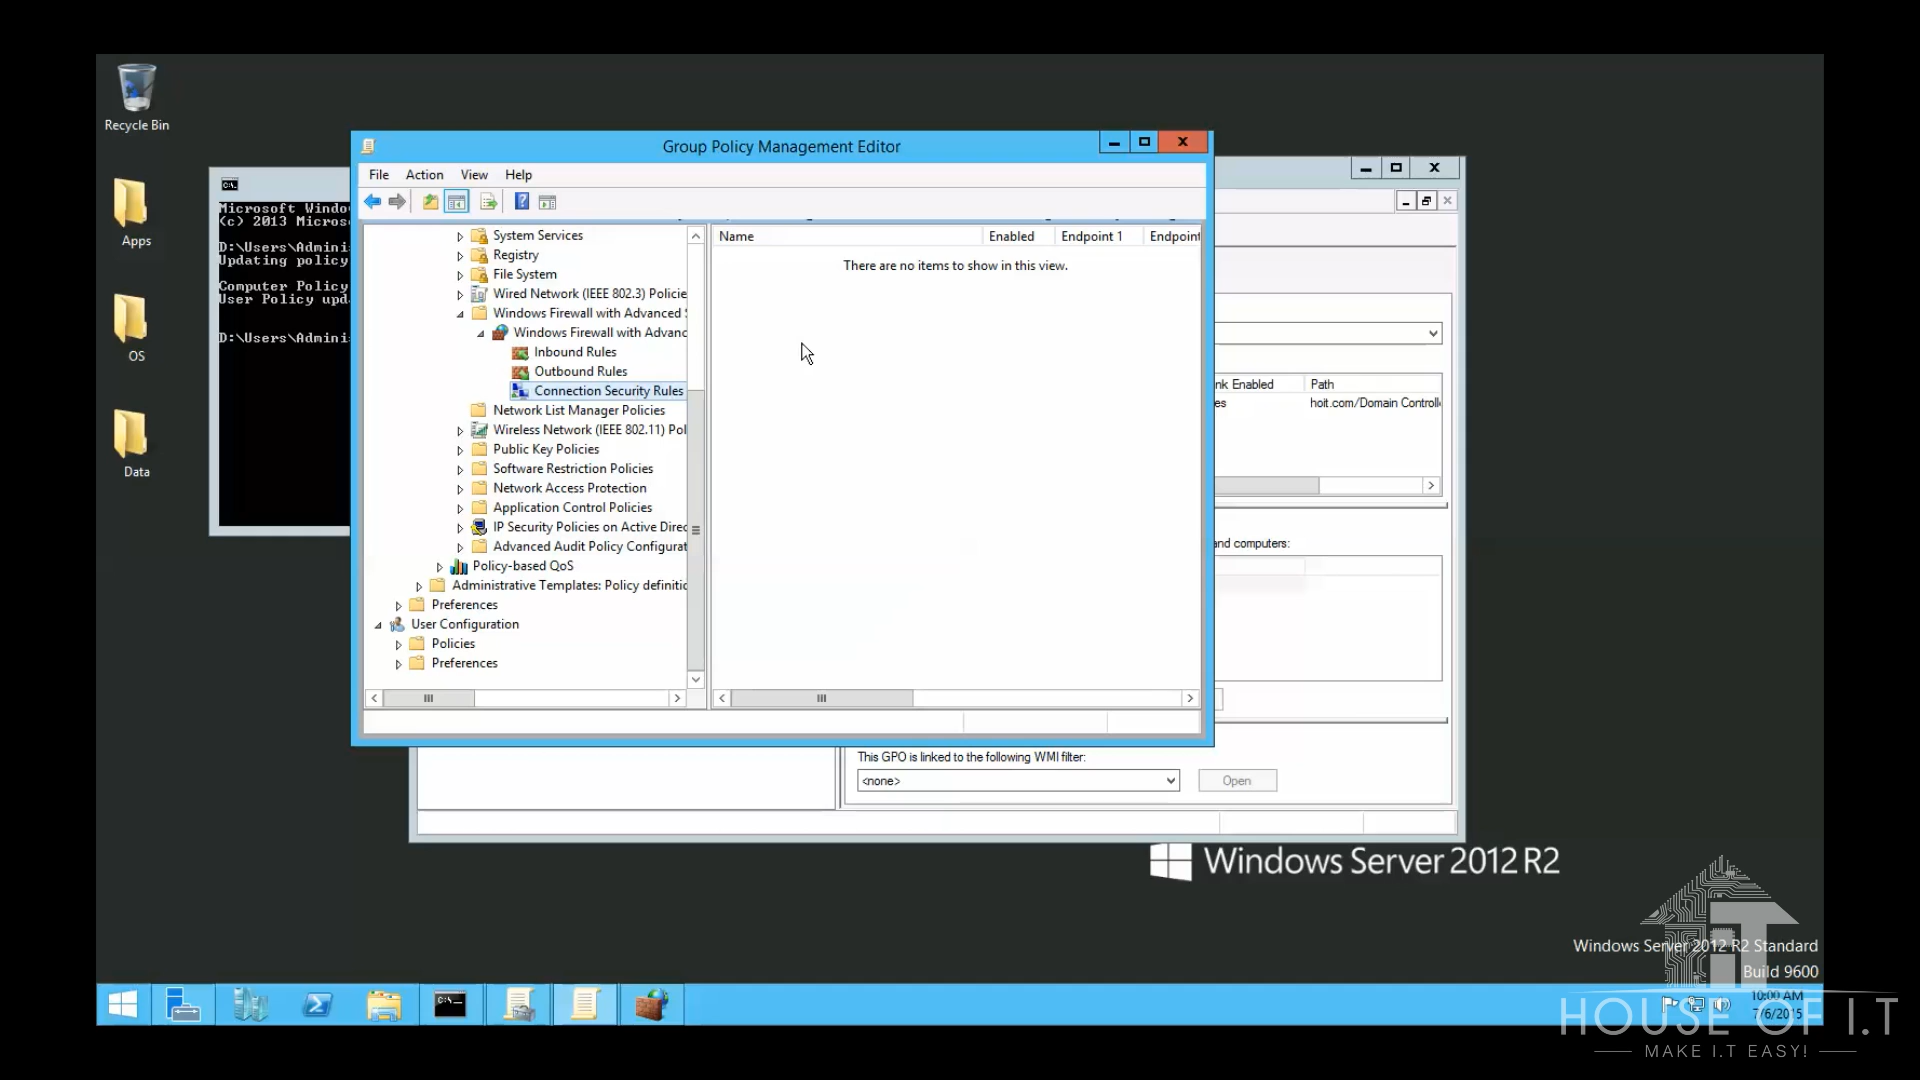 Recycle Bin
Apps
OS
Data
Microsoft Windo
(c) 2013 Micros
D:\Users\Admini
Updating policy
Computer Policy
User Policy upd
D:\Users\Admini
Group Policy Management Editor
File Action View Help
System Services
Registry
File System
Wired Network (IEEE 802.3) Policie
Windows Firewall with Advanced
Windows Firewall with Advanc
Inbound Rules
Outbound Rules
Connection Security Rules
Network List Manager Policies
Wireless Network (IEEE 802.11) Pol
Public Key Policies
Software Restriction Policies
Network Access Protection
Application Control Policies
IP Security Policies on Active Direc
Advanced Audit Policy Configurat
Policy-based QoS
Administrative Templates: Policy definitic
Preferences
User Configuration
Policies
Preferences
Name Enabled Endpoint 1 Endpoint
There are no items to show in this view.
nk Enabled Path
es hoit.com/Domain Controll
and computers:
This GPO is linked to the following WMI filter:
<none> Open
Windows Server 2012 R2
Windows Server 2012 R2 Standard
Build 9600
10:00 AM
7/6/2015
HOUSE OF I.T
MAKE I.T EASY!